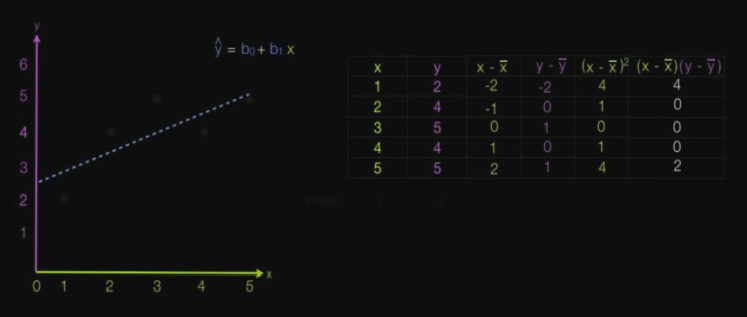 y
ŷ = b₀ + b₁ x
6
5
4
3
2
1
0 1 2 3 4 5 x
x y x - x̄ y - ȳ (x - x̄)² (x - x̄)(y - ȳ)
1 2 -2 -2 4 4
2 4 -1 0 1 0
3 5 0 1 0 0
4 4 1 0 1 0
5 5 2 1 4 2
mean